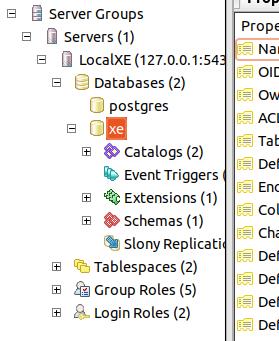 Prope
Server Groups
Servers (1)
LocalXE (127.0.0.1:543
Databases (2)
postgres
xe
Catalogs (2)
Event Triggers (
Extensions (1)
Schemas (1)
Slony Replicatio
Tablespaces (2)
Group Roles (5)
Login Roles (2)
Prope
Nar
OID
Ow
ACL
Tab
Def
Enc
Col
Cha
Def
Def
Def
Def